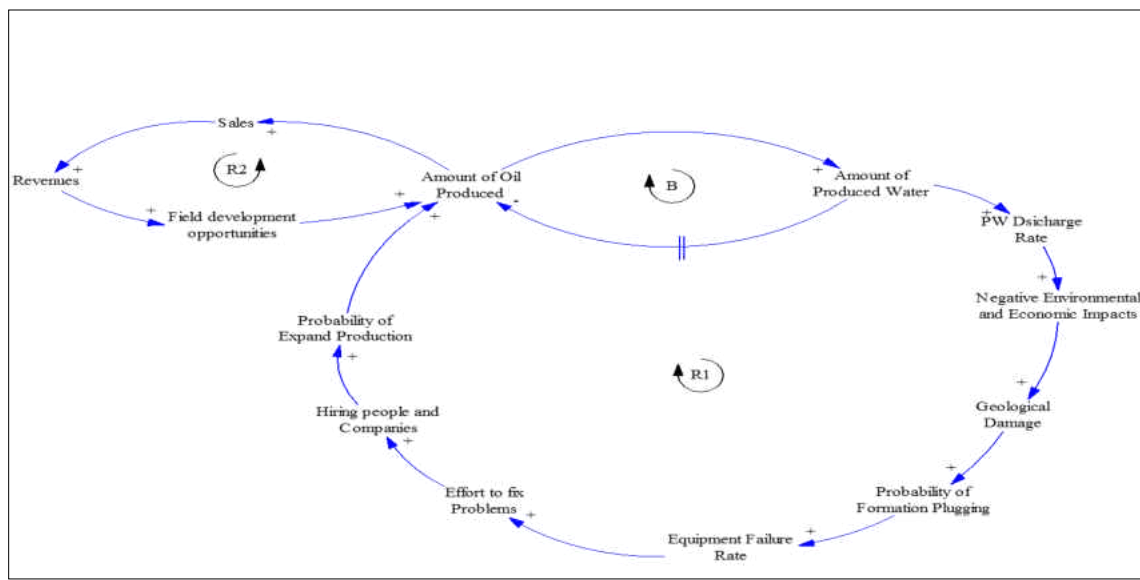 Sales
+
R2
+
Revenues
+
Field development
opportunities
+
Amount of Oil
Produced
-
+
B
+
Amount of
Produced Water
+
PW Dsicharge
Rate
+
Negative Environmental
and Economic Impacts
+
Geological
Damage
+
Probability of
Formation Plugging
+
Equipment Failure
Rate
+
Effort to fix
Problems
+
Hiring people and
Companies
+
Probability of
Expand Production
R1